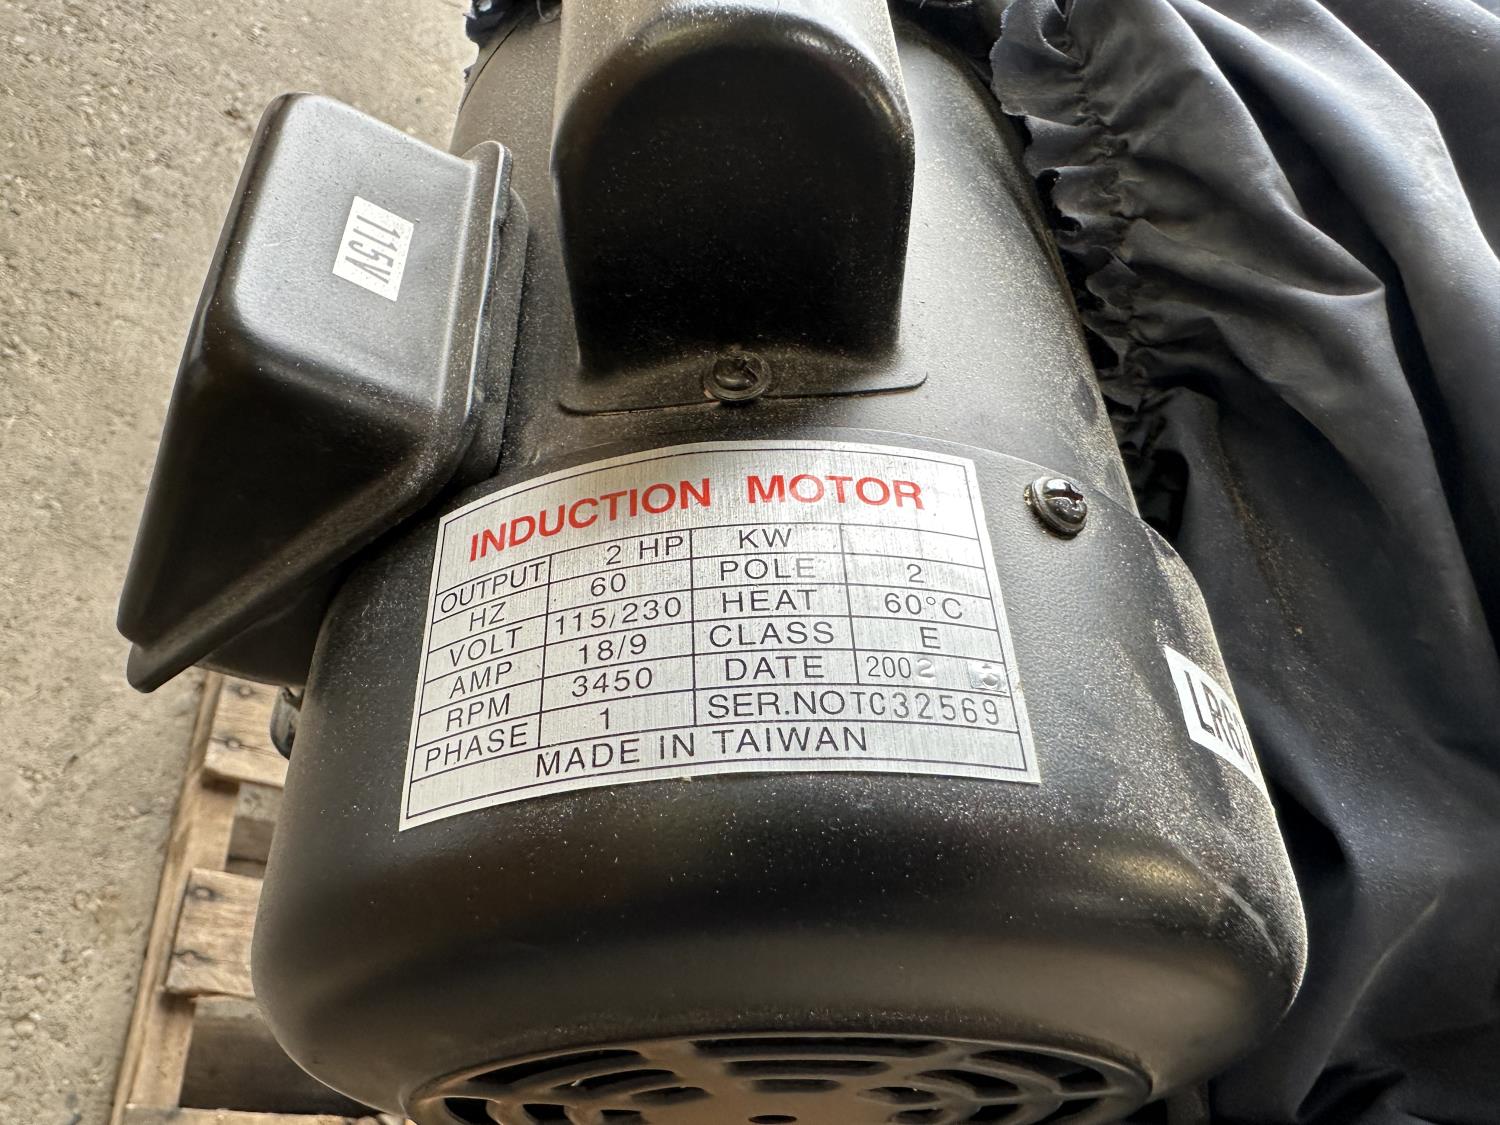 115V
INDUCTION MOTOR
OUTPUT 2 HP KW
HZ 60 POLE 2
VOLT 115/230 HEAT 60°C
AMP 18/9 CLASS E
RPM 3450 DATE 2002
PHASE 1 SER.NO TC32569
MADE IN TAIWAN